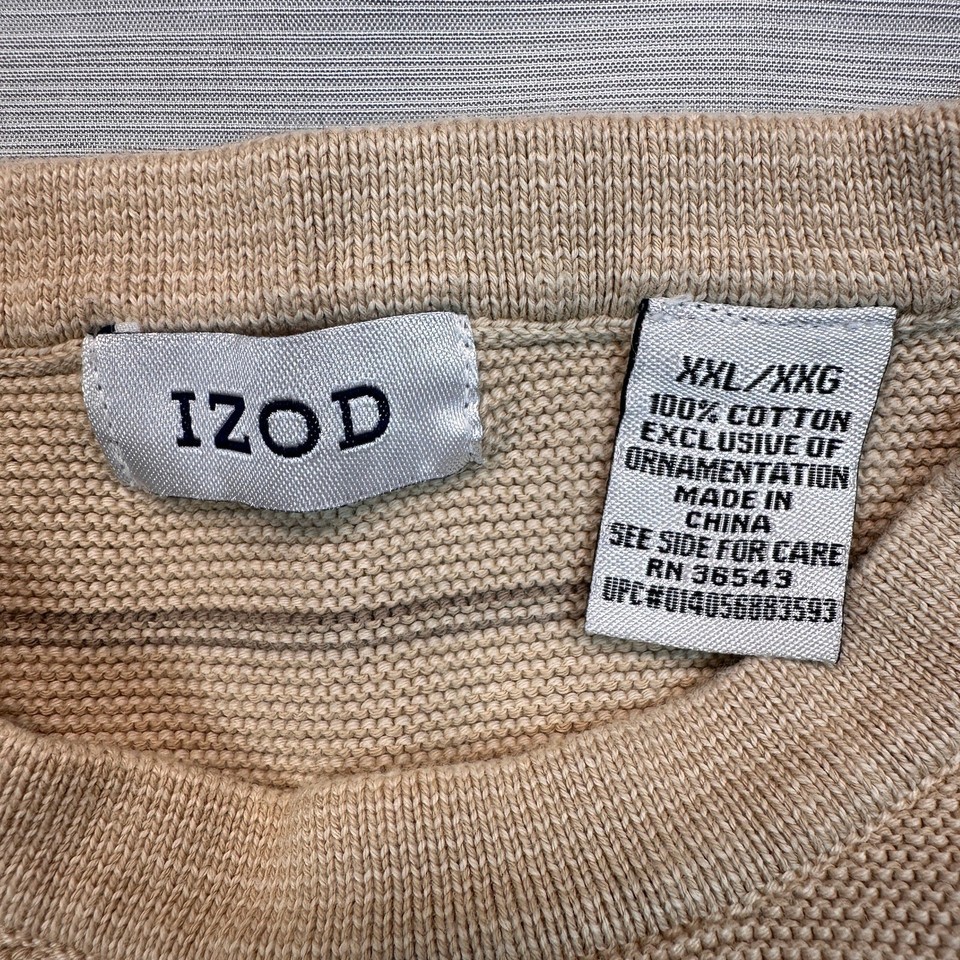 IZOD
XXL/XXG
100% COTTON
EXCLUSIVE OF
ORNAMENTATION
MADE IN
CHINA
SEE SIDE FOR CARE
RN 36543
UPC#014056883593